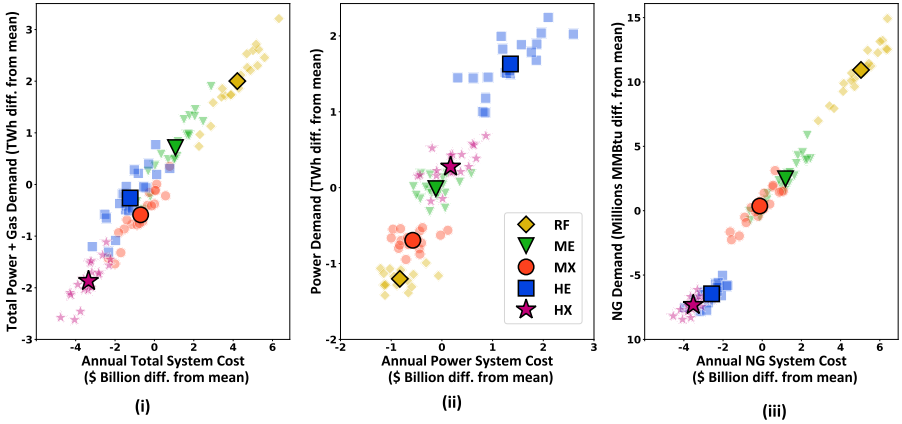 Total Power + Gas Demand (TWh diff. from mean)
3
2
1
0
-1
-2
-3
-4
-2
0
2
4
6
Annual Total System Cost
($ Billion diff. from mean)
(i)
Power Demand (TWh diff. from mean)
2
1
0
-1
-2
-2
-1
0
1
2
3
RF
ME
MX
HE
HX
Annual Power System Cost
($ Billion diff. from mean)
(ii)
NG Demand (Millions MMBtu diff. from mean)
15
10
5
0
-5
10
-4
-2
0
2
4
6
Annual NG System Cost
($ Billion diff. from mean)
(iii)